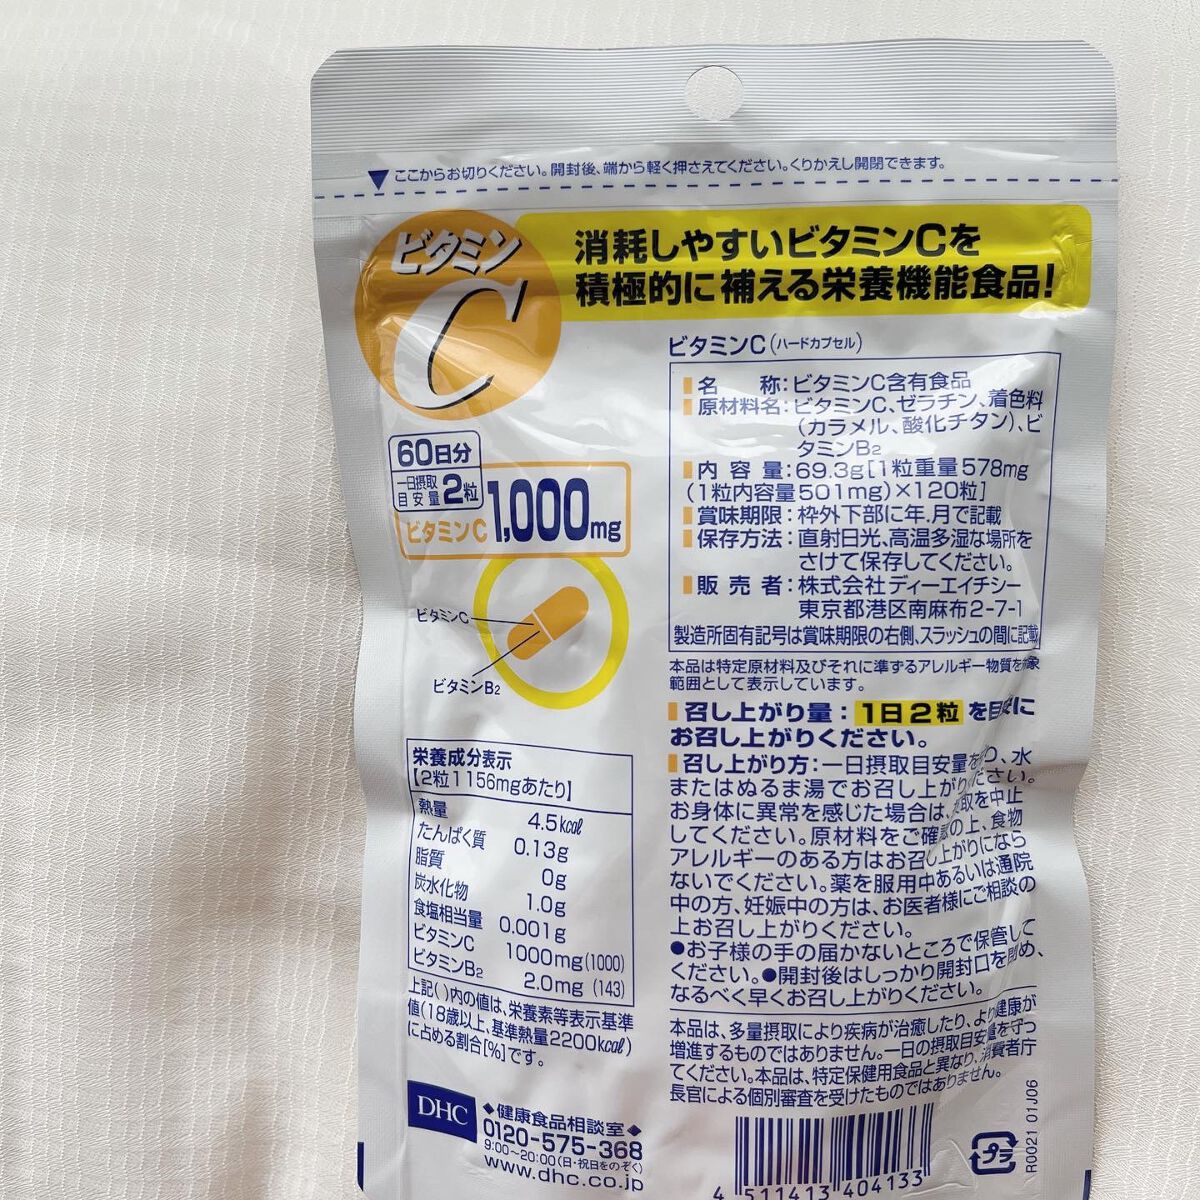 ここからお切りください。開封後、端から軽く押さえてください。くりかえし開閉できます。
ビタミン
C
消耗しやすいビタミンCを
積極的に補える栄養機能食品!
60日分
一日摂取
目安量2粒
ビタミンC 1,000mg
ビタミンC
ビタミンB2
栄養成分表示
【2粒1156mgあたり】
熱量 4.5kcal
たんぱく質 0.13g
脂質 0g
炭水化物 1.0g
食塩相当量 0.001g
ビタミンC 1000mg(1000)
ビタミンB2 2.0mg (143)
上記( )内の値は、栄養素等表示基準
値(18歳以上、基準熱量2200kcal)
に占める割合[%]です。
DHC
◆健康食品相談室◆
0120-575-368
9:00~20:00(日・祝日をのぞく)
www.dhc.co.jp
ビタミンC(ハードカプセル)
名 称:ビタミンC含有食品
原材料名:ビタミンC、ゼラチン、着色料
(カラメル、酸化チタン)、ビ
タミンB2
内容量:69.3g[1粒重量578mg
(1粒内容量501mg)×120粒]
賞味期限:枠外下部に年.月で記載
保存方法:直射日光、高温多湿な場所を
さけて保存してください。
販売者:株式会社ディーエイチシー
東京都港区南麻布2-7-1
製造所固有記号は賞味期限の右側、スラッシュの間に記載
本品は特定原材料及びそれに準ずるアレルギー物質を対象
範囲として表示しています。
召し上がり量:1日2粒を目安に
お召し上がりください。
召し上がり方:一日摂取目安量を守り、水
またはぬるま湯でお召し上がりください。
お身体に異常を感じた場合は、摂取を中止
してください。原材料をご確認の上、食物
アレルギーのある方はお召し上がりになら
ないでください。薬を服用中あるいは通院
中の方、妊娠中の方は、お医者様にご相談の
上お召し上がりください。
●お子様の手の届かないところで保管して
ください。●開封後はしっかり開封口を閉め、
なるべく早くお召し上がりください。
本品は、多量摂取により疾病が治癒したり、より健康が
増進するものではありません。一日の摂取目安量を守っ
てください。本品は、特定保健用食品と異なり、消費者庁
長官による個別審査を受けたものではありません。
4 511413 404133
プラ
R0021 01J06